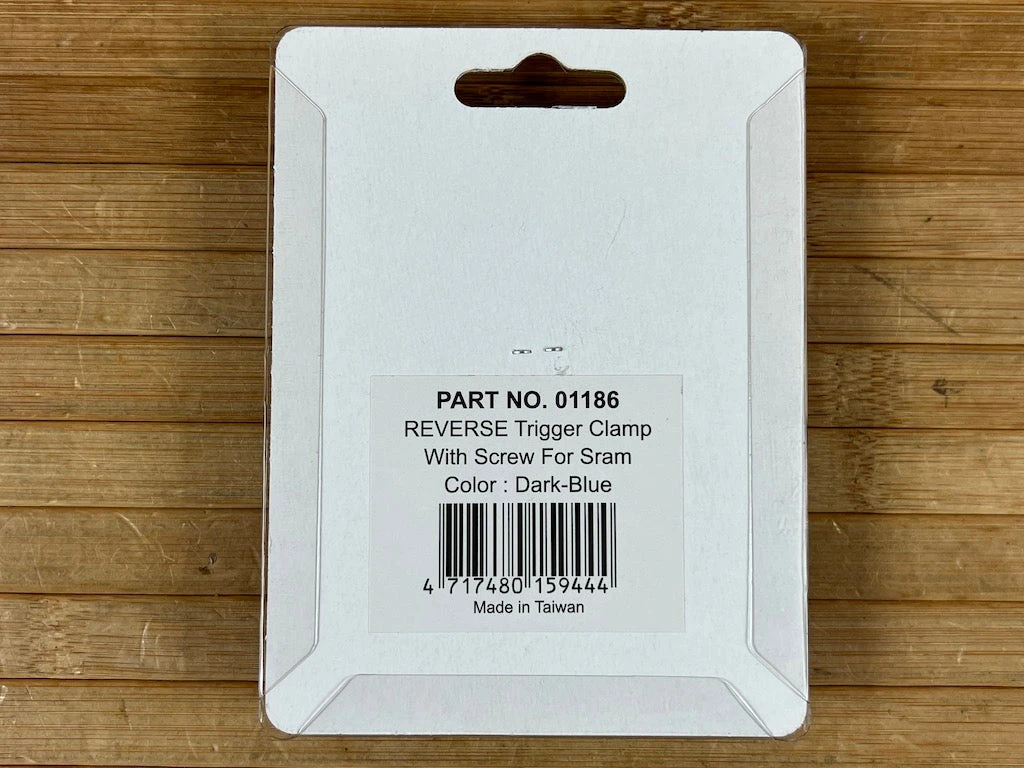 PART NO. 01186
REVERSE Trigger Clamp
With Screw For Sram
Color : Dark-Blue
4 717480 159444
Made in Taiwan